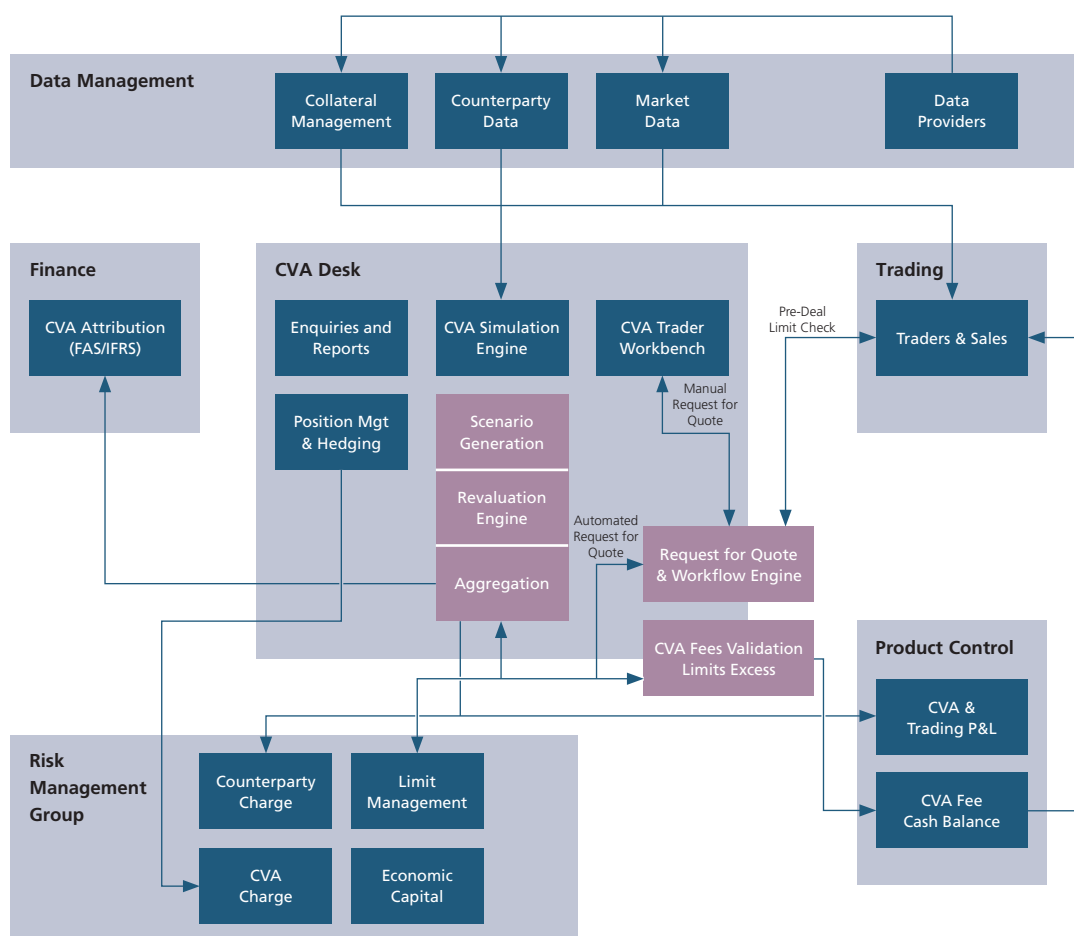 Data Management
Collateral
Management
Counterparty
Data
Market
Data
Data
Providers
Finance
CVA Attribution
(FAS/IFRS)
CVA Desk
Enquiries and
Reports
CVA Simulation
Engine
CVA Trader
Workbench
Position Mgt
& Hedging
Scenario
Generation
Revaluation
Engine
Aggregation
Manual
Request for
Quote
Automated
Request for
Quote
Request for Quote
& Workflow Engine
CVA Fees Validation
Limits Excess
Pre-Deal
Limit Check
Trading
Traders & Sales
Product Control
CVA &
Trading P&L
CVA Fee
Cash Balance
Risk
Management
Group
Counterparty
Charge
Limit
Management
CVA
Charge
Economic
Capital